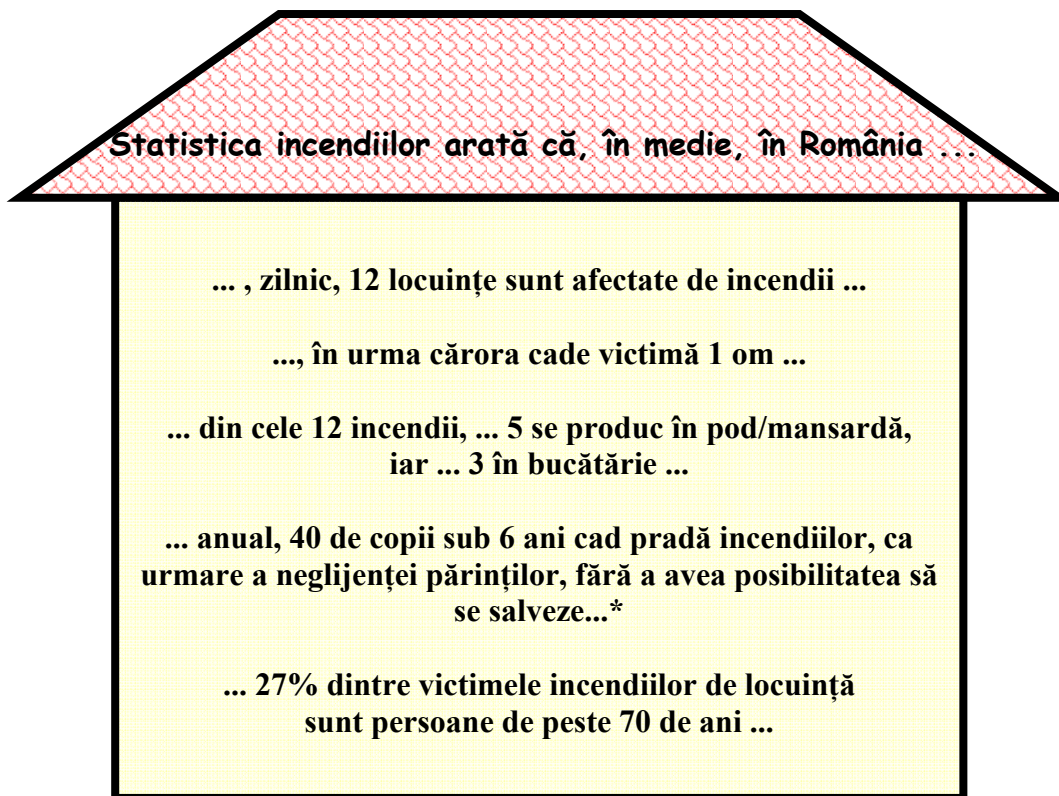 Statistica incendiilor arată că, în medie, în România ...
... , zilnic, 12 locuințe sunt afectate de incendii ...
..., în urma cărora cade victimă 1 om ...
... din cele 12 incendii, ... 5 se produc în pod/mansardă,
iar ... 3 în bucătărie ...
... anual, 40 de copii sub 6 ani cad pradă incendiilor, ca
urmare a neglijenței părinților, fără a avea posibilitatea să
se salveze...*
... 27% dintre victimele incendiilor de locuință
sunt persoane de peste 70 de ani ...